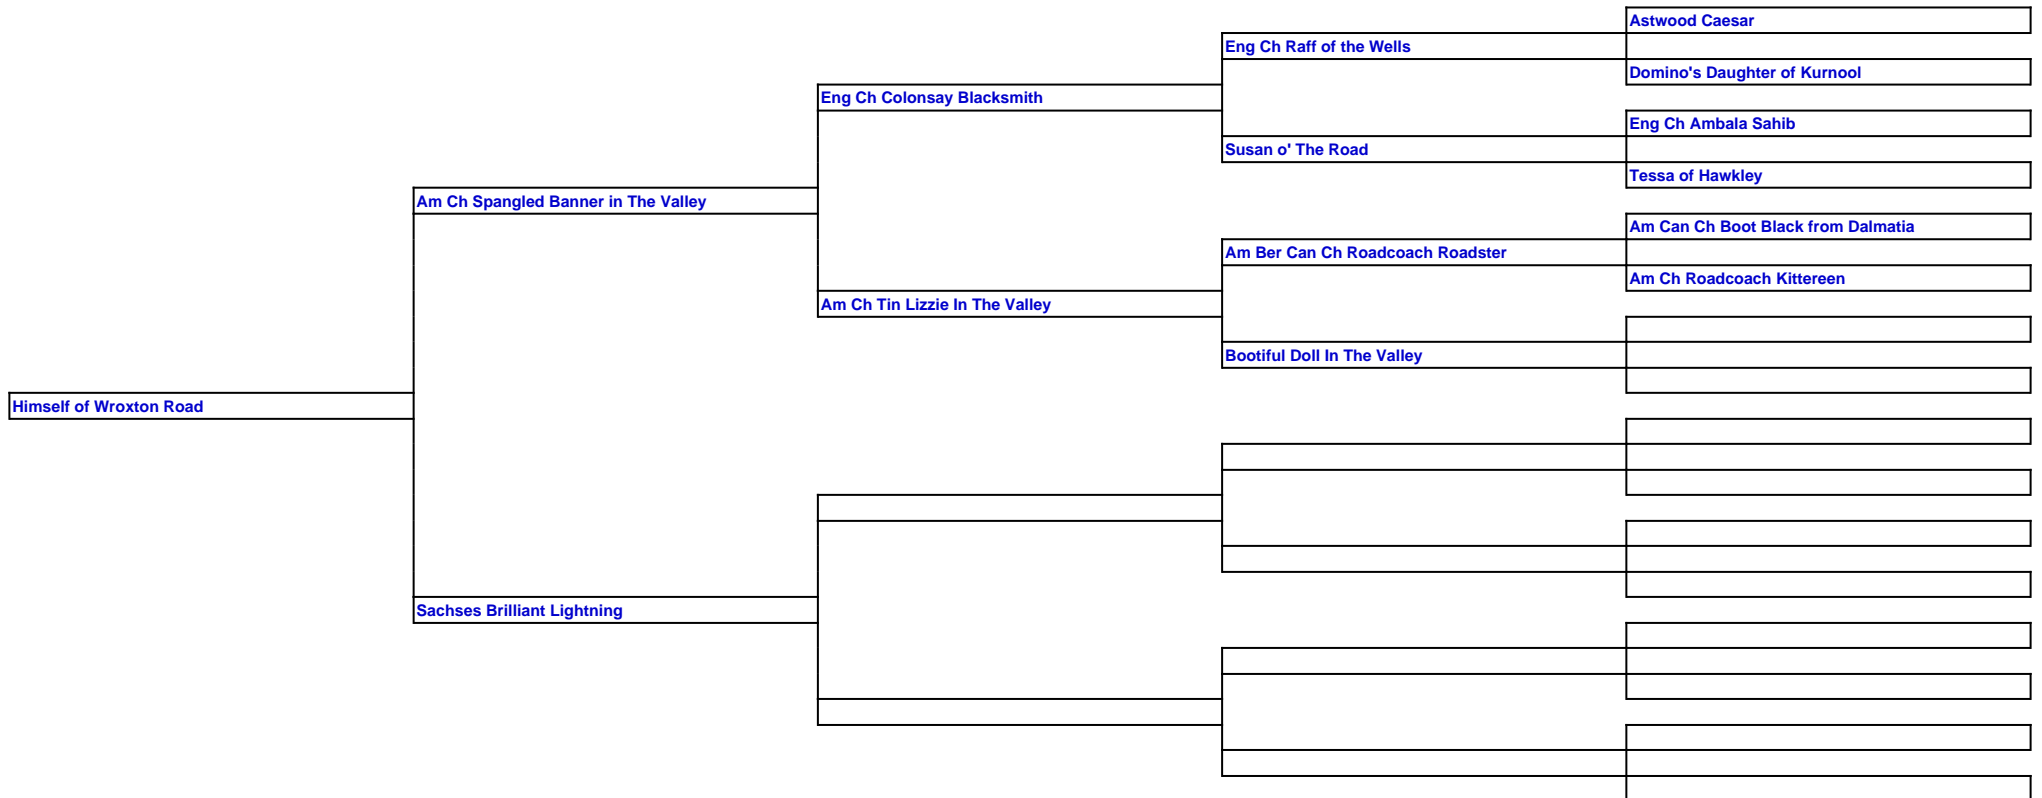 Astwood Caesar
Eng Ch Raff of the Wells
Domino's Daughter of Kurnool
Eng Ch Colonsay Blacksmith
Eng Ch Ambala Sahib
Susan o' The Road
Tessa of Hawkley
Am Ch Spangled Banner in The Valley
Am Can Ch Boot Black from Dalmatia
Am Ber Can Ch Roadcoach Roadster
Am Ch Roadcoach Kittereen
Am Ch Tin Lizzie In The Valley
Bootiful Doll In The Valley
Himself of Wroxton Road
Sachses Brilliant Lightning